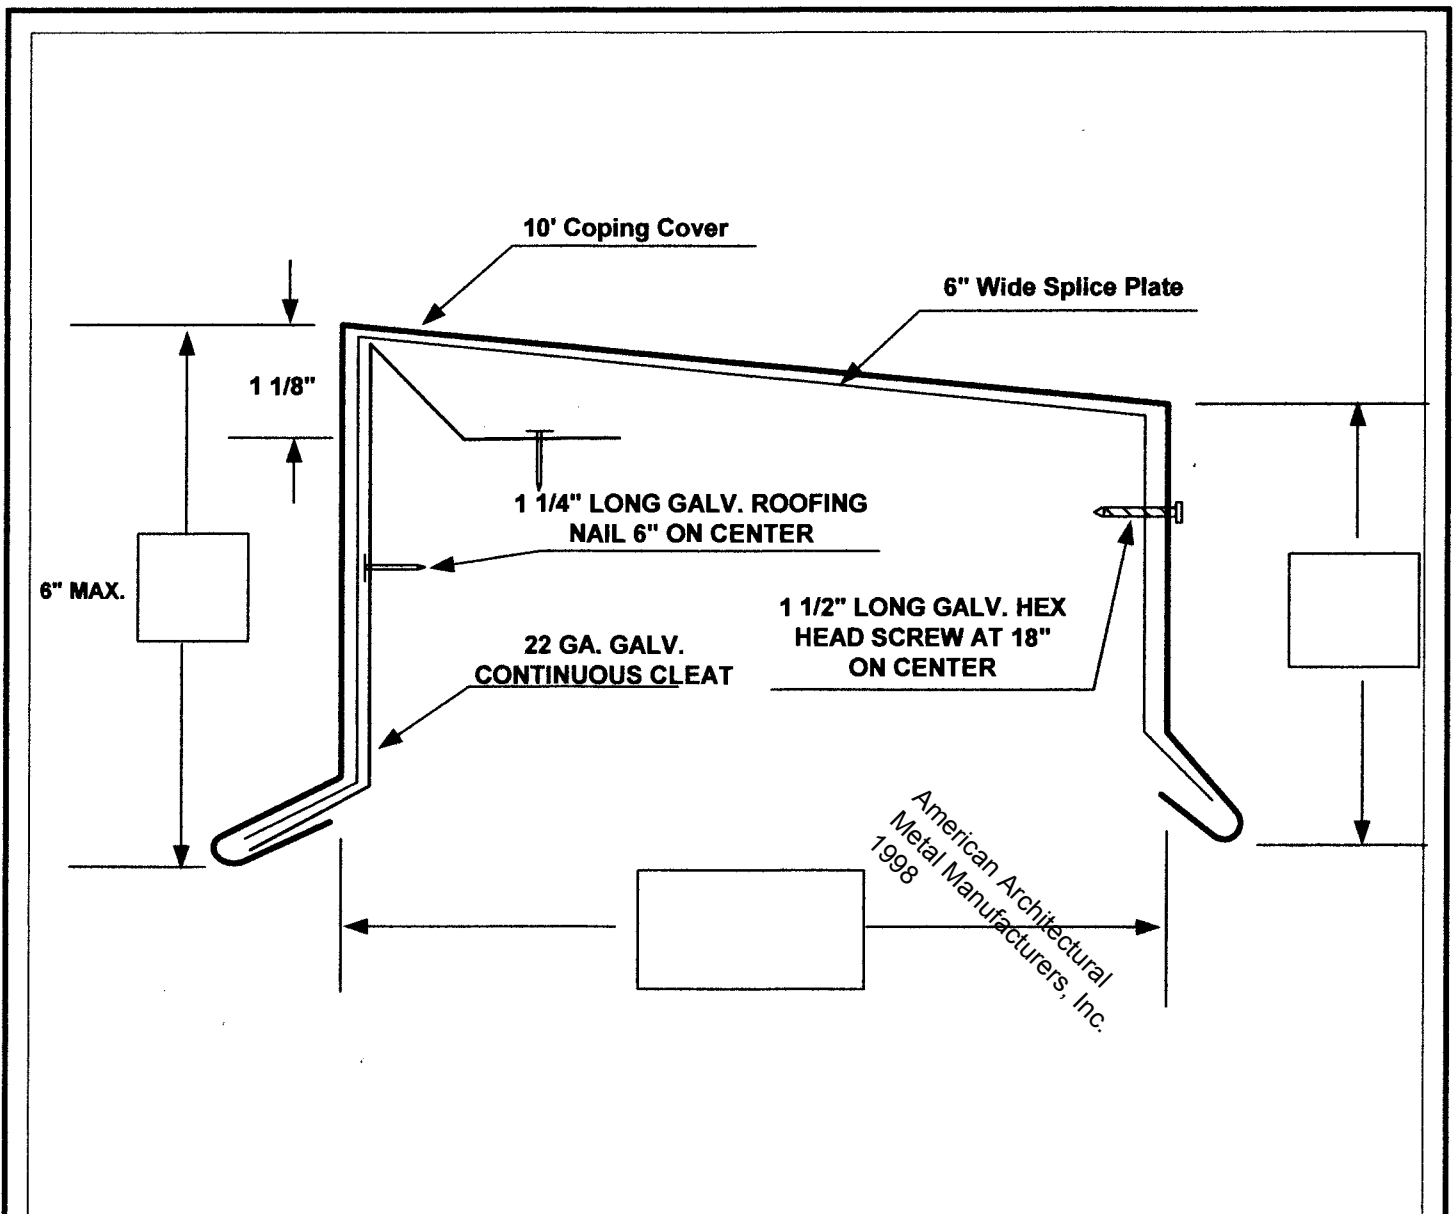 10' Coping Cover
6" Wide Splice Plate
1 1/8"
1 1/4" LONG GALV. ROOFING
NAIL 6" ON CENTER
6" MAX.
1 1/2" LONG GALV. HEX
HEAD SCREW AT 18"
ON CENTER
22 GA. GALV.
CONTINUOUS CLEAT
American Architectural
Metal Manufacturers, Inc.
1998